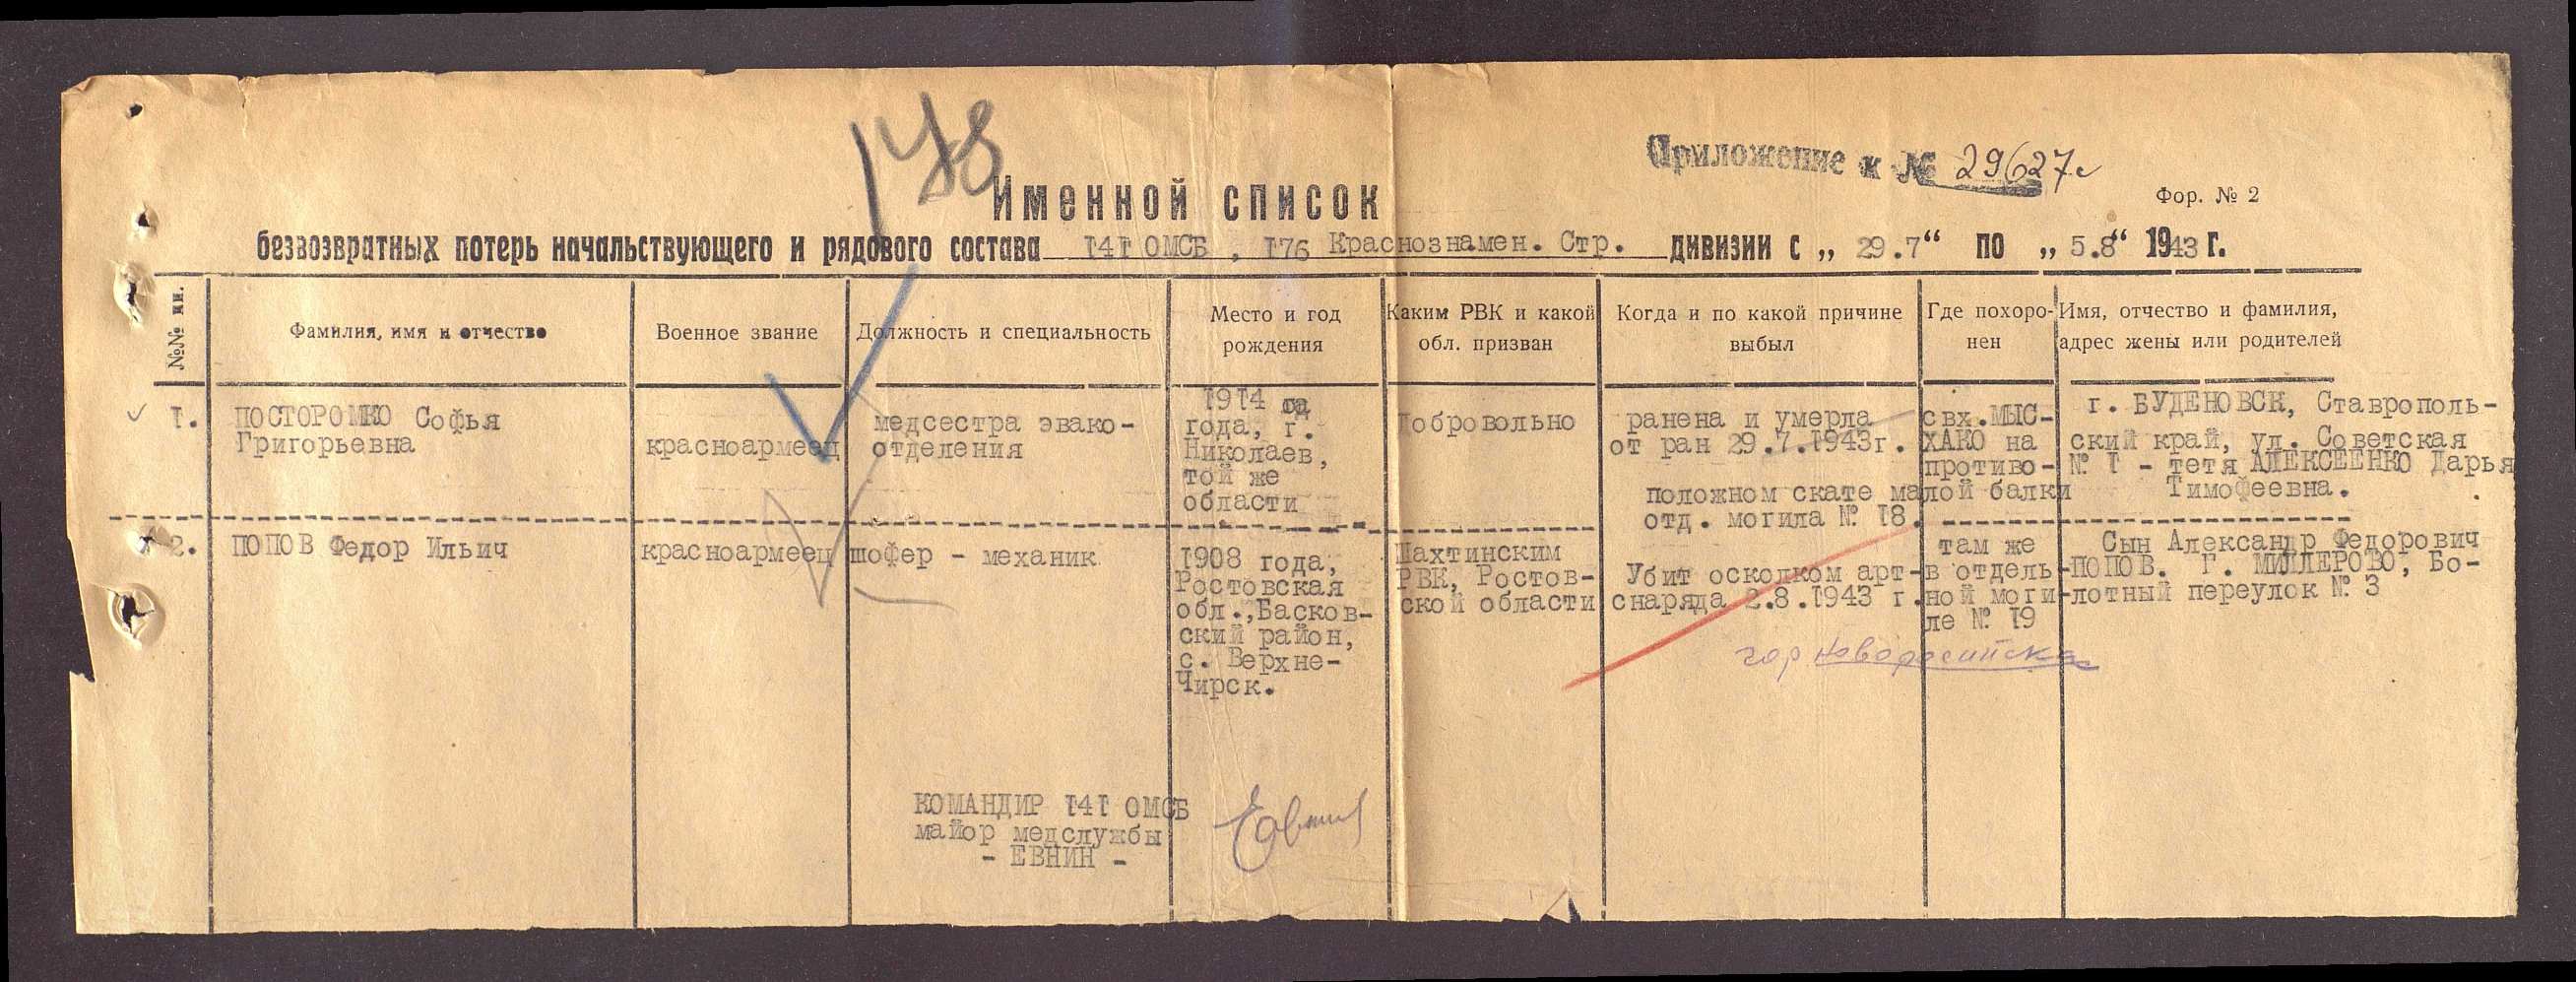 178
Приложение к № 29627с
Фор. № 2
Именной список
безвозвратных потерь начальствующего и рядового состава 141 ОМСБ, 176 Краснознамен. Стр. дивизии с „ 29.7“ по „ 5.8“ 1943 г.
№№ пп.
Фамилия, имя и отчество
Военное звание
Должность и специальность
Место и год
рождения
Каким РВК и какой
обл. призван
Когда и по какой причине
выбыл
Где похоро-
нен
Имя, отчество и фамилия,
адрес жены или родителей
1.
ПОСТОРОМКО Софья
Григорьевна
красноармеец
медсестра эвако-
отделения
1914
года, г.
Николаев,
той же
области
Добровольно
ранена и умерла
от ран 29.7.1943г.
свх.МЫС-
ХАКО на
противо-
положном скате малой балки
отд. могила № 18.
г. БУДЕНОВСК, Ставрополь-
ский край, ул. Советская
№ 1 - тетя АЛЕКСЕЕНКО Дарья
Тимофеевна.
2.
ПОПОВ Федор Ильич
красноармеец
шофер - механик
1908 года,
Ростовская
обл.,Басков-
ский район,
с. Верхне-
Чирск.
Шахтинским
РВК, Ростов-
ской области
Убит осколком арт-
снаряда 2.8.1943 г.
там же
в отдель-
ной моги-
ле № 19
Сын Александр Федорович
ПОПОВ. Г. МИЛЛЕРОВО, Бо-
лотный переулок № 3
гор Новоросийска
КОМАНДИР 141 ОМСБ
майор медслужбы
- ЕВНИН -